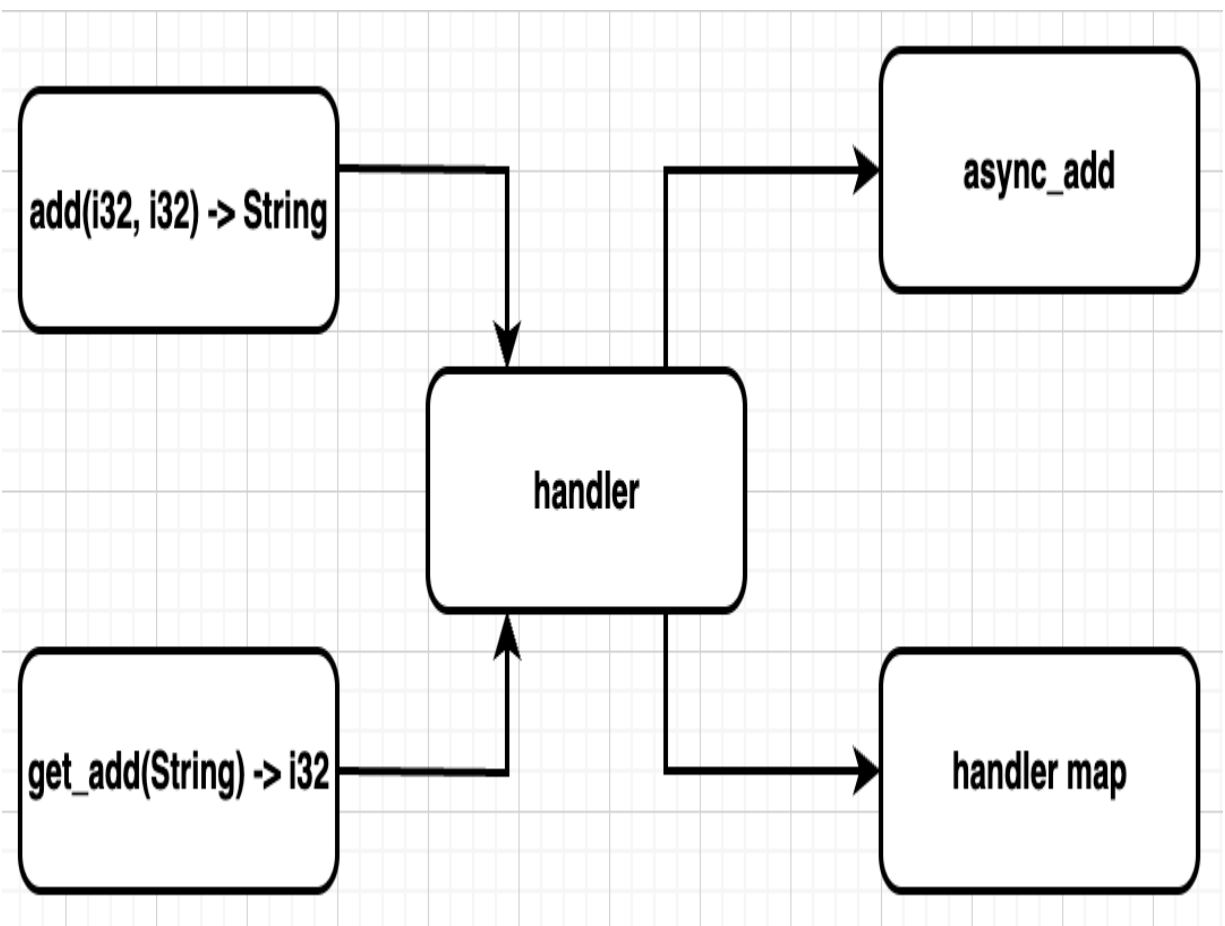 add(i32, i32) -> String
async_add
handler
get_add(String) -> i32
handler map